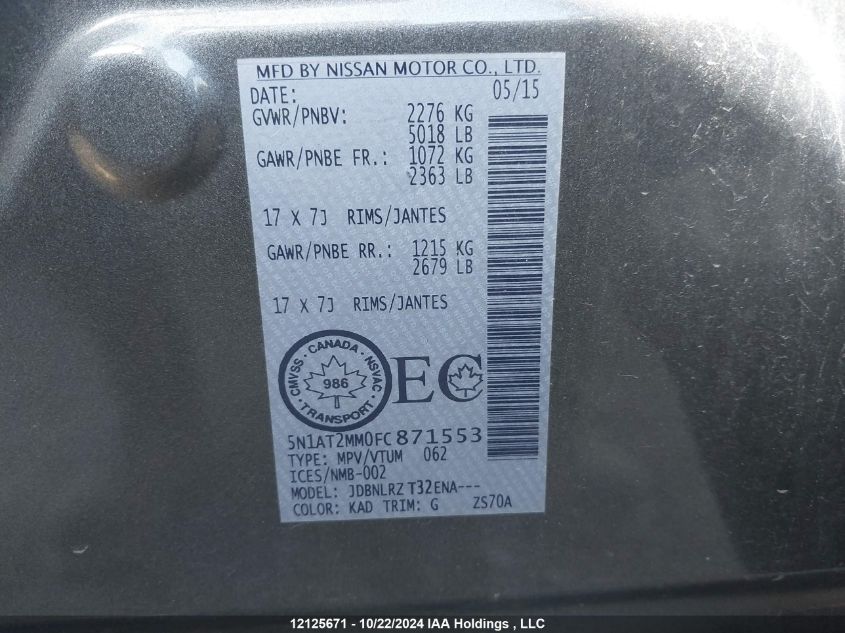 MFD BY NISSAN MOTOR CO., LTD.
DATE: 05/15
GVWR/PNBV: 2276 KG
5018 LB
GAWR/PNBE FR.: 1072 KG
2363 LB
17 X 7J RIMS/JANTES
GAWR/PNBE RR.: 1215 KG
2679 LB
17 X 7J RIMS/JANTES
CMVSS · CANADA · NSVAC
986
· TRANSPORT ·
EC
5N1AT2MM0FC871553
TYPE: MPV/VTUM 062
ICES/NMB-002
MODEL: JDBNLRZ T32ENA---
COLOR: KAD TRIM: G ZS70A
12125671 - 10/22/2024 IAA Holdings , LLC